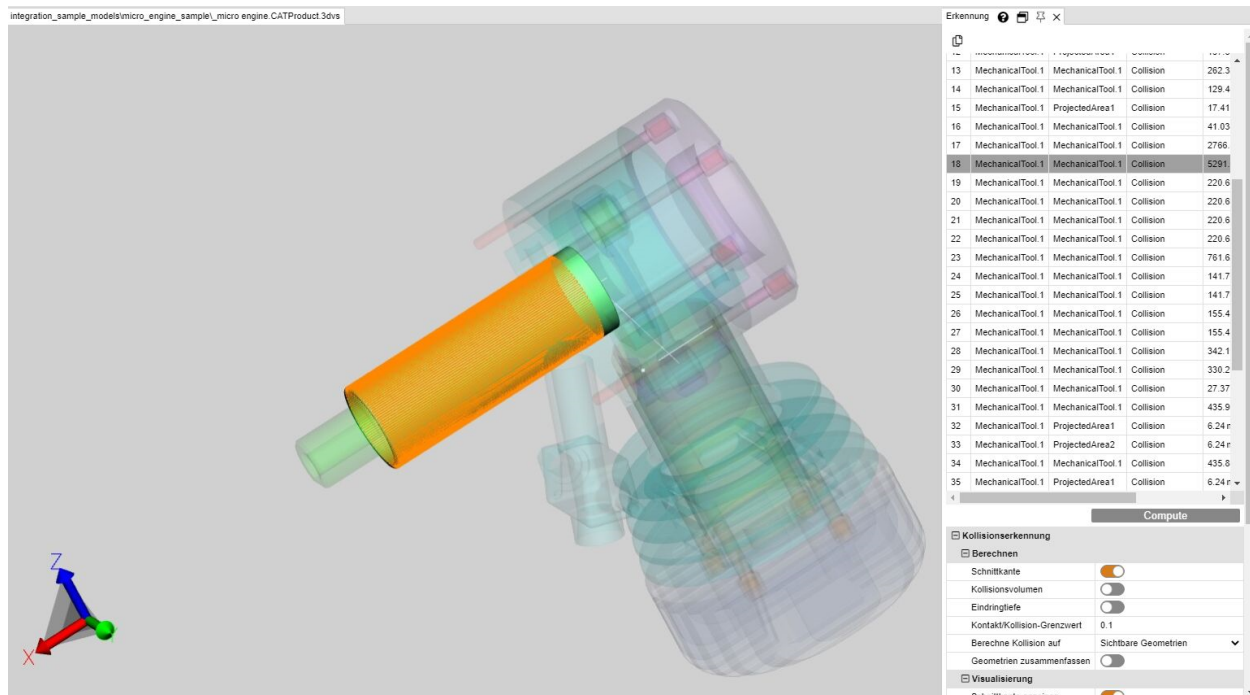 integration_sample_models\micro_engine_sample\_micro engine.CATProduct.3dvs
Erkennung
13 MechanicalTool.1 MechanicalTool.1 Collision 262.3
14 MechanicalTool.1 MechanicalTool.1 Collision 129.4
15 MechanicalTool.1 ProjectedArea1 Collision 17.41
16 MechanicalTool.1 MechanicalTool.1 Collision 41.03
17 MechanicalTool.1 MechanicalTool.1 Collision 2766.
18 MechanicalTool.1 MechanicalTool.1 Collision 5291.
19 MechanicalTool.1 MechanicalTool.1 Collision 220.6
20 MechanicalTool.1 MechanicalTool.1 Collision 220.6
21 MechanicalTool.1 MechanicalTool.1 Collision 220.6
22 MechanicalTool.1 MechanicalTool.1 Collision 220.6
23 MechanicalTool.1 MechanicalTool.1 Collision 761.6
24 MechanicalTool.1 MechanicalTool.1 Collision 141.7
25 MechanicalTool.1 MechanicalTool.1 Collision 141.7
26 MechanicalTool.1 MechanicalTool.1 Collision 155.4
27 MechanicalTool.1 MechanicalTool.1 Collision 155.4
28 MechanicalTool.1 MechanicalTool.1 Collision 342.1
29 MechanicalTool.1 MechanicalTool.1 Collision 330.2
30 MechanicalTool.1 MechanicalTool.1 Collision 27.37
31 MechanicalTool.1 MechanicalTool.1 Collision 435.9
32 MechanicalTool.1 ProjectedArea1 Collision 6.24
33 MechanicalTool.1 ProjectedArea2 Collision 6.24
34 MechanicalTool.1 MechanicalTool.1 Collision 435.8
35 MechanicalTool.1 ProjectedArea1 Collision 6.24
Compute
Kollisionserkennung
Berechnen
Schnittkante
Kollisionsvolumen
Eindringtiefe
Kontakt/Kollision-Grenzwert 0.1
Berechne Kollision auf Sichtbare Geometrien
Geometrien zusammenfassen
Visualisierung
Z
X